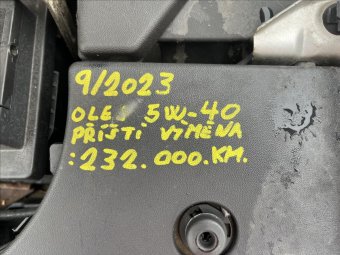 9/2023
OLEJ 5W-40
PŘÍŠTÍ VÝMĚNA
:232.000.KM.